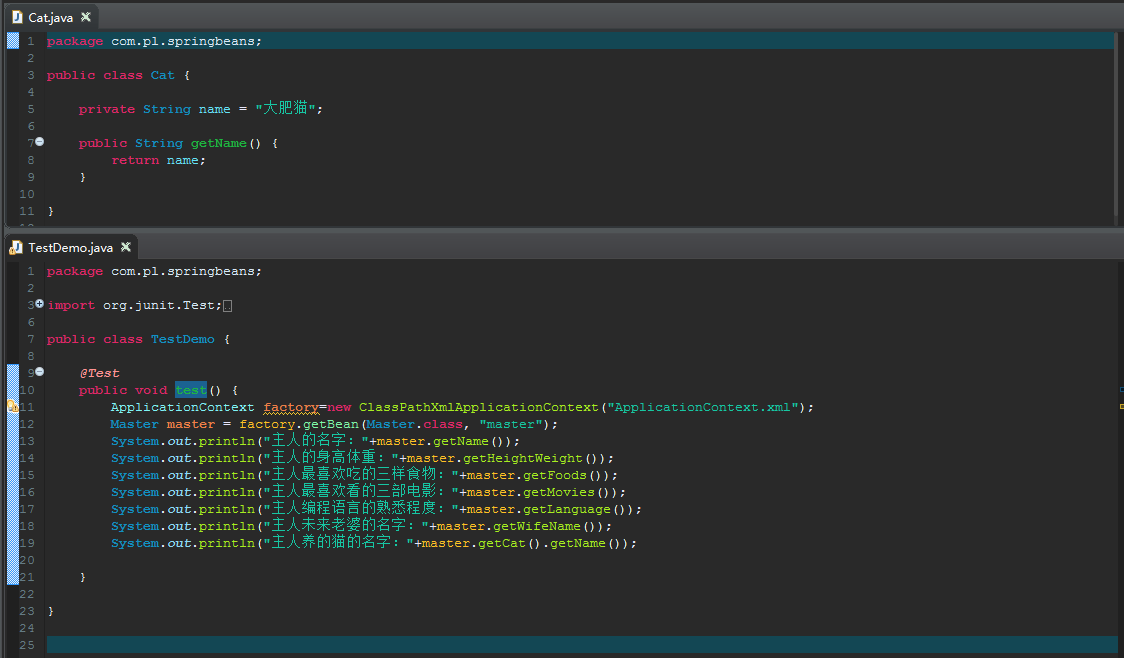 Cat.java
1 package com.pl.springbeans;
2
3 public class Cat {
4
5 private String name = "大肥猫";
6
7 public String getName() {
8 return name;
9 }
10
11 }
TestDemo.java
1 package com.pl.springbeans;
2
3 import org.junit.Test;
6
7 public class TestDemo {
8
9 @Test
10 public void test() {
11 ApplicationContext factory=new ClassPathXmlApplicationContext("ApplicationContext.xml");
12 Master master = factory.getBean(Master.class, "master");
13 System.out.println("主人的名字："+master.getName());
14 System.out.println("主人的身高体重："+master.getHeightWeight());
15 System.out.println("主人最喜欢吃的三样食物："+master.getFoods());
16 System.out.println("主人最喜欢看的三部电影："+master.getMovies());
17 System.out.println("主人编程语言的熟悉程度："+master.getLanguage());
18 System.out.println("主人未来老婆的名字："+master.getWifeName());
19 System.out.println("主人养的猫的名字："+master.getCat().getName());
20
21 }
22
23 }
24
25